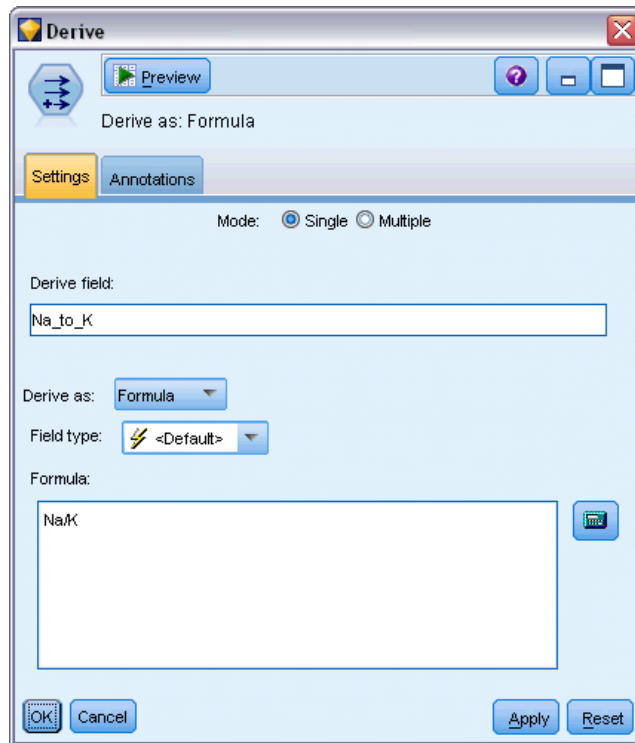 Derive
Preview
Derive as: Formula
Settings Annotations
Mode: Single Multiple
Derive field:
Na_to_K
Derive as: Formula
Field type: <Default>
Formula:
Na/K
OK Cancel Apply Reset